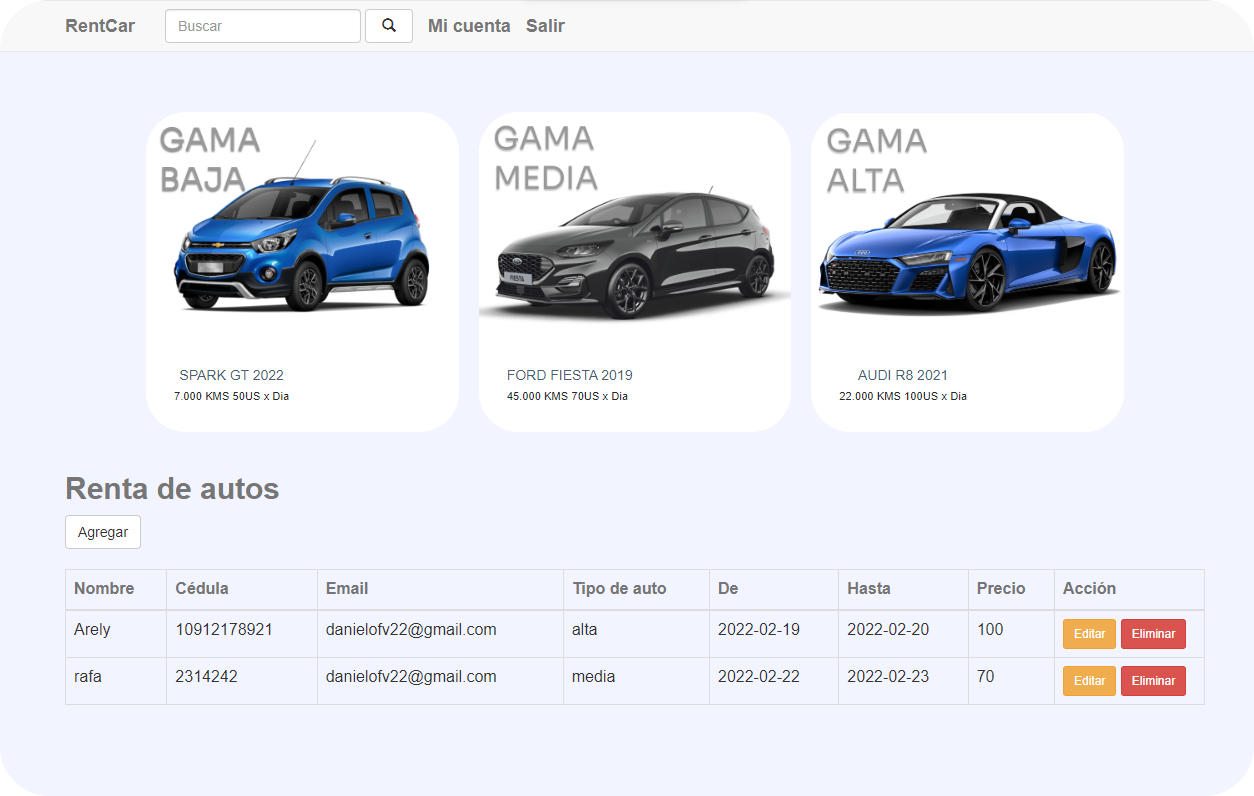 RentCar Buscar Mi cuenta Salir
GAMA
BAJA
SPARK GT 2022
7.000 KMS 50US x Dia
GAMA
MEDIA
FIESTA
FORD FIESTA 2019
45.000 KMS 70US x Dia
GAMA
ALTA
AUDI R8 2021
22.000 KMS 100US x Dia
Renta de autos
Agregar
Nombre Cédula Email Tipo de auto De Hasta Precio Acción
Arely 10912178921 danielofv22@gmail.com alta 2022-02-19 2022-02-20 100 Editar Eliminar
rafa 2314242 danielofv22@gmail.com media 2022-02-22 2022-02-23 70 Editar Eliminar